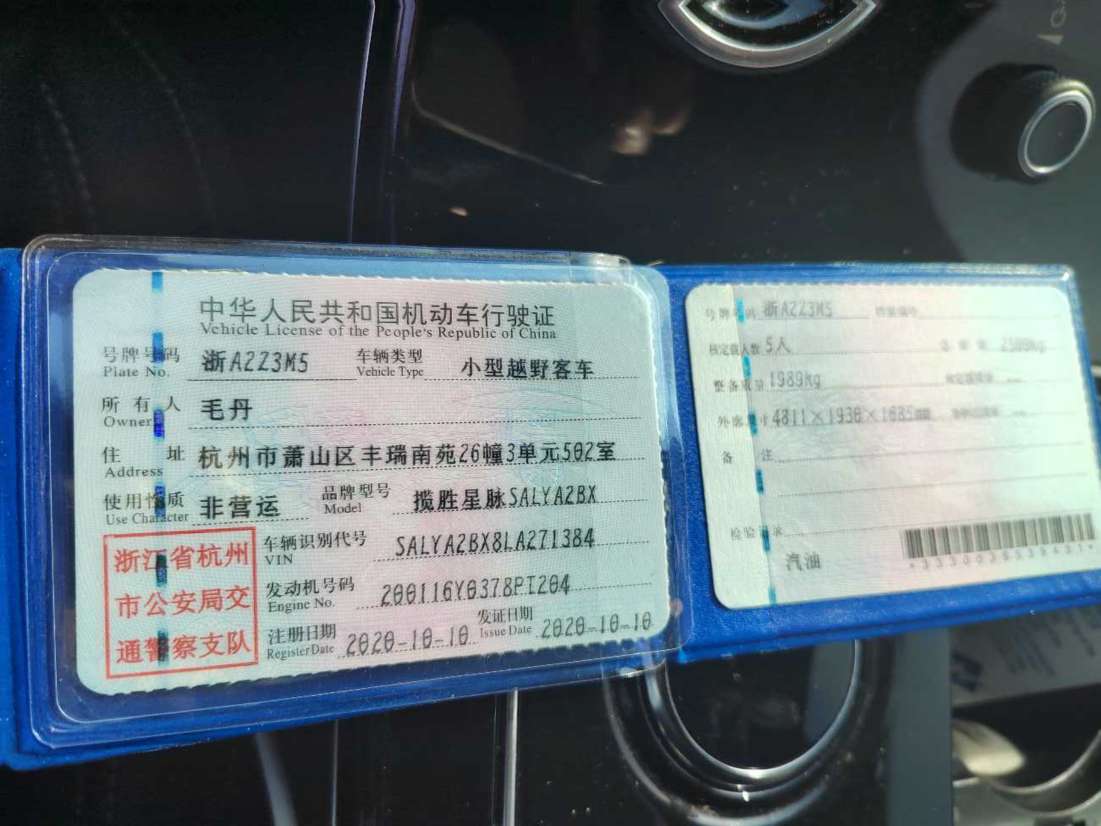 中华人民共和国机动车行驶证
Vehicle License of the People's Republic of China
号牌号码 浙A2Z3M5 车辆类型 小型越野客车
Plate No. Vehicle Type
所有人 毛丹
Owner
住址 杭州市萧山区丰瑞南苑26幢3单元502室
Address
使用性质 非营运 品牌型号 揽胜星脉SALYA2BX
Use Character Model
浙江省杭州
市公安局交
通警察支队
车辆识别代号 SALYA2BX8LA271384
VIN
发动机号码 200116Y0378PT204
Engine No.
注册日期 2020-10-10 发证日期 2020-10-10
Register Date Issue Date
号牌号码 浙A2Z3M5
核定载人数 5人
整备质量 1989kg
外廓尺寸
备注
检验记录
汽油